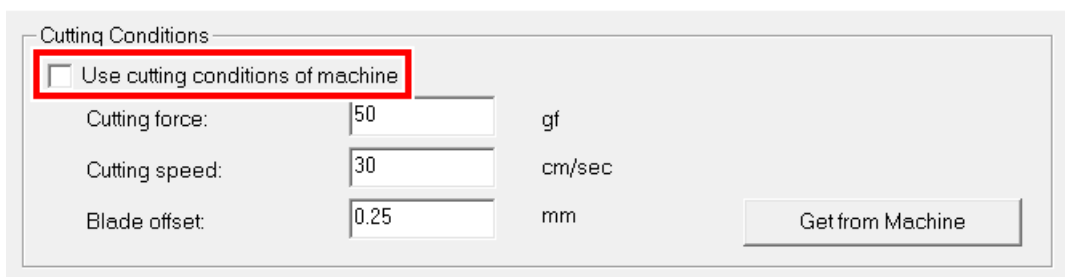 Cutting Conditions
Use cutting conditions of machine
Cutting force: 50 gf
Cutting speed: 30 cm/sec
Blade offset: 0.25 mm Get from Machine